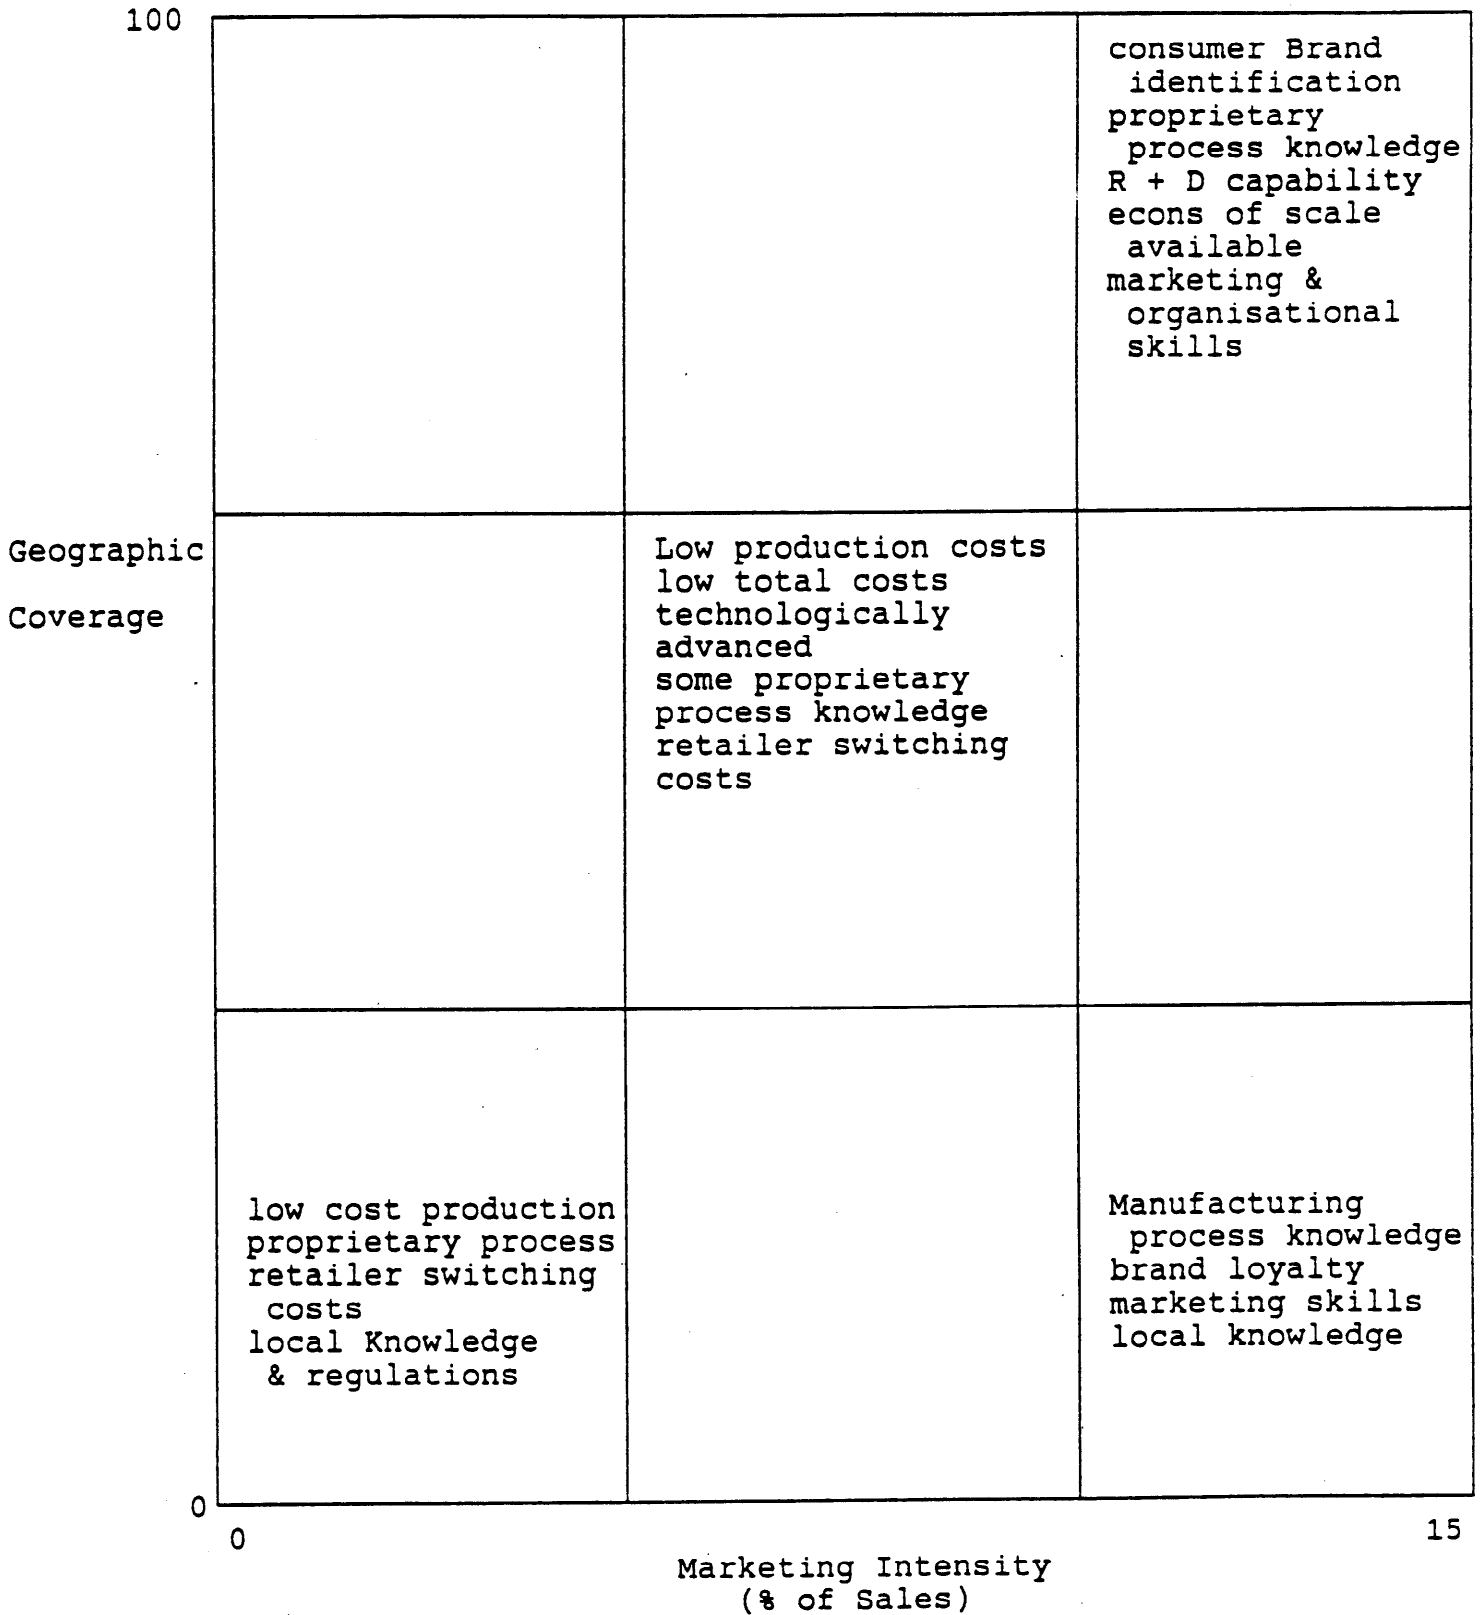 100
consumer Brand
identification
proprietary
process knowledge
R + D capability
econs of scale
available
marketing &
organisational
skills
Geographic
Coverage
Low production costs
low total costs
technologically
advanced
some proprietary
process knowledge
retailer switching
costs
low cost production
proprietary process
retailer switching
costs
local Knowledge
& regulations
Manufacturing
process knowledge
brand loyalty
marketing skills
local knowledge
0
0
15
Marketing Intensity
(% of Sales)